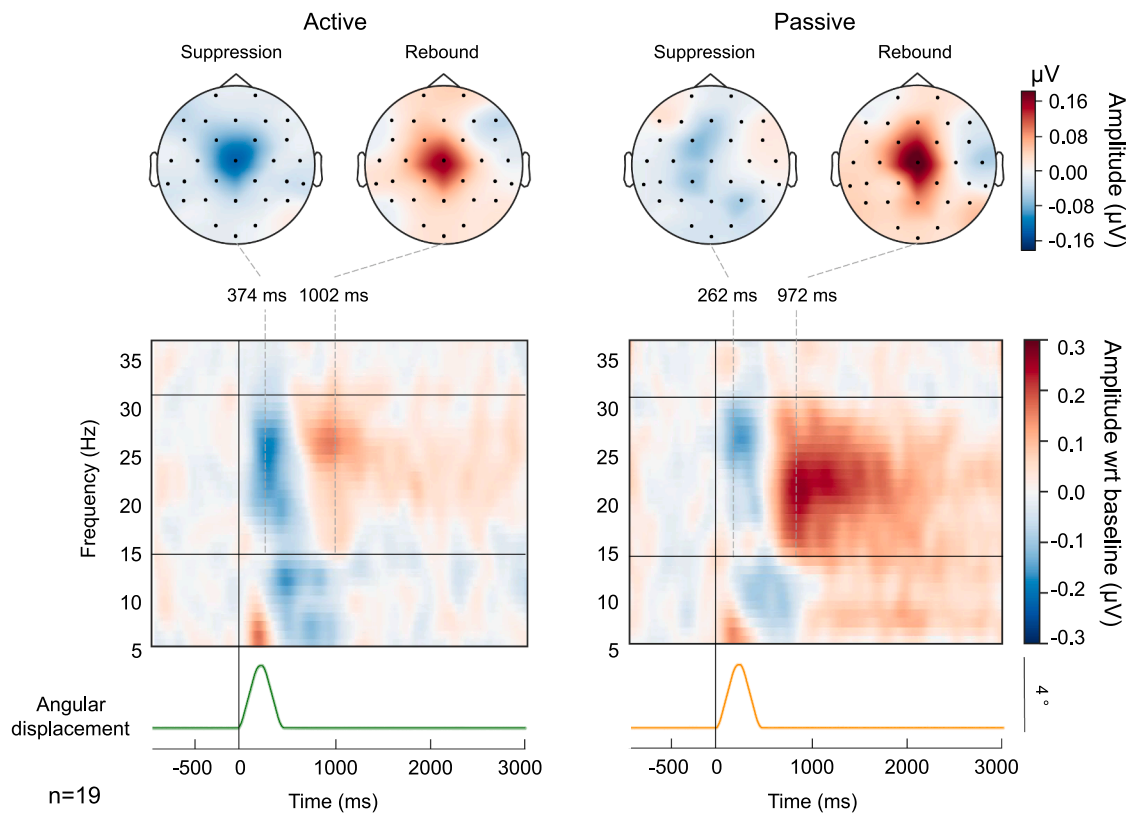 Active
Passive
Suppression
Rebound
Suppression
Rebound
µV
0.16
0.08
0.00
-0.08
-0.16
Amplitude (µV)
374 ms
1002 ms
262 ms
972 ms
35
30
25
20
15
10
5
Frequency (Hz)
35
30
25
20
15
10
5
0.3
0.2
0.1
0.0
-0.1
-0.2
-0.3
Amplitude wrt baseline (µV)
Angular
displacement
4 °
-500
0
1000
2000
3000
Time (ms)
-500
0
1000
2000
3000
Time (ms)
n=19